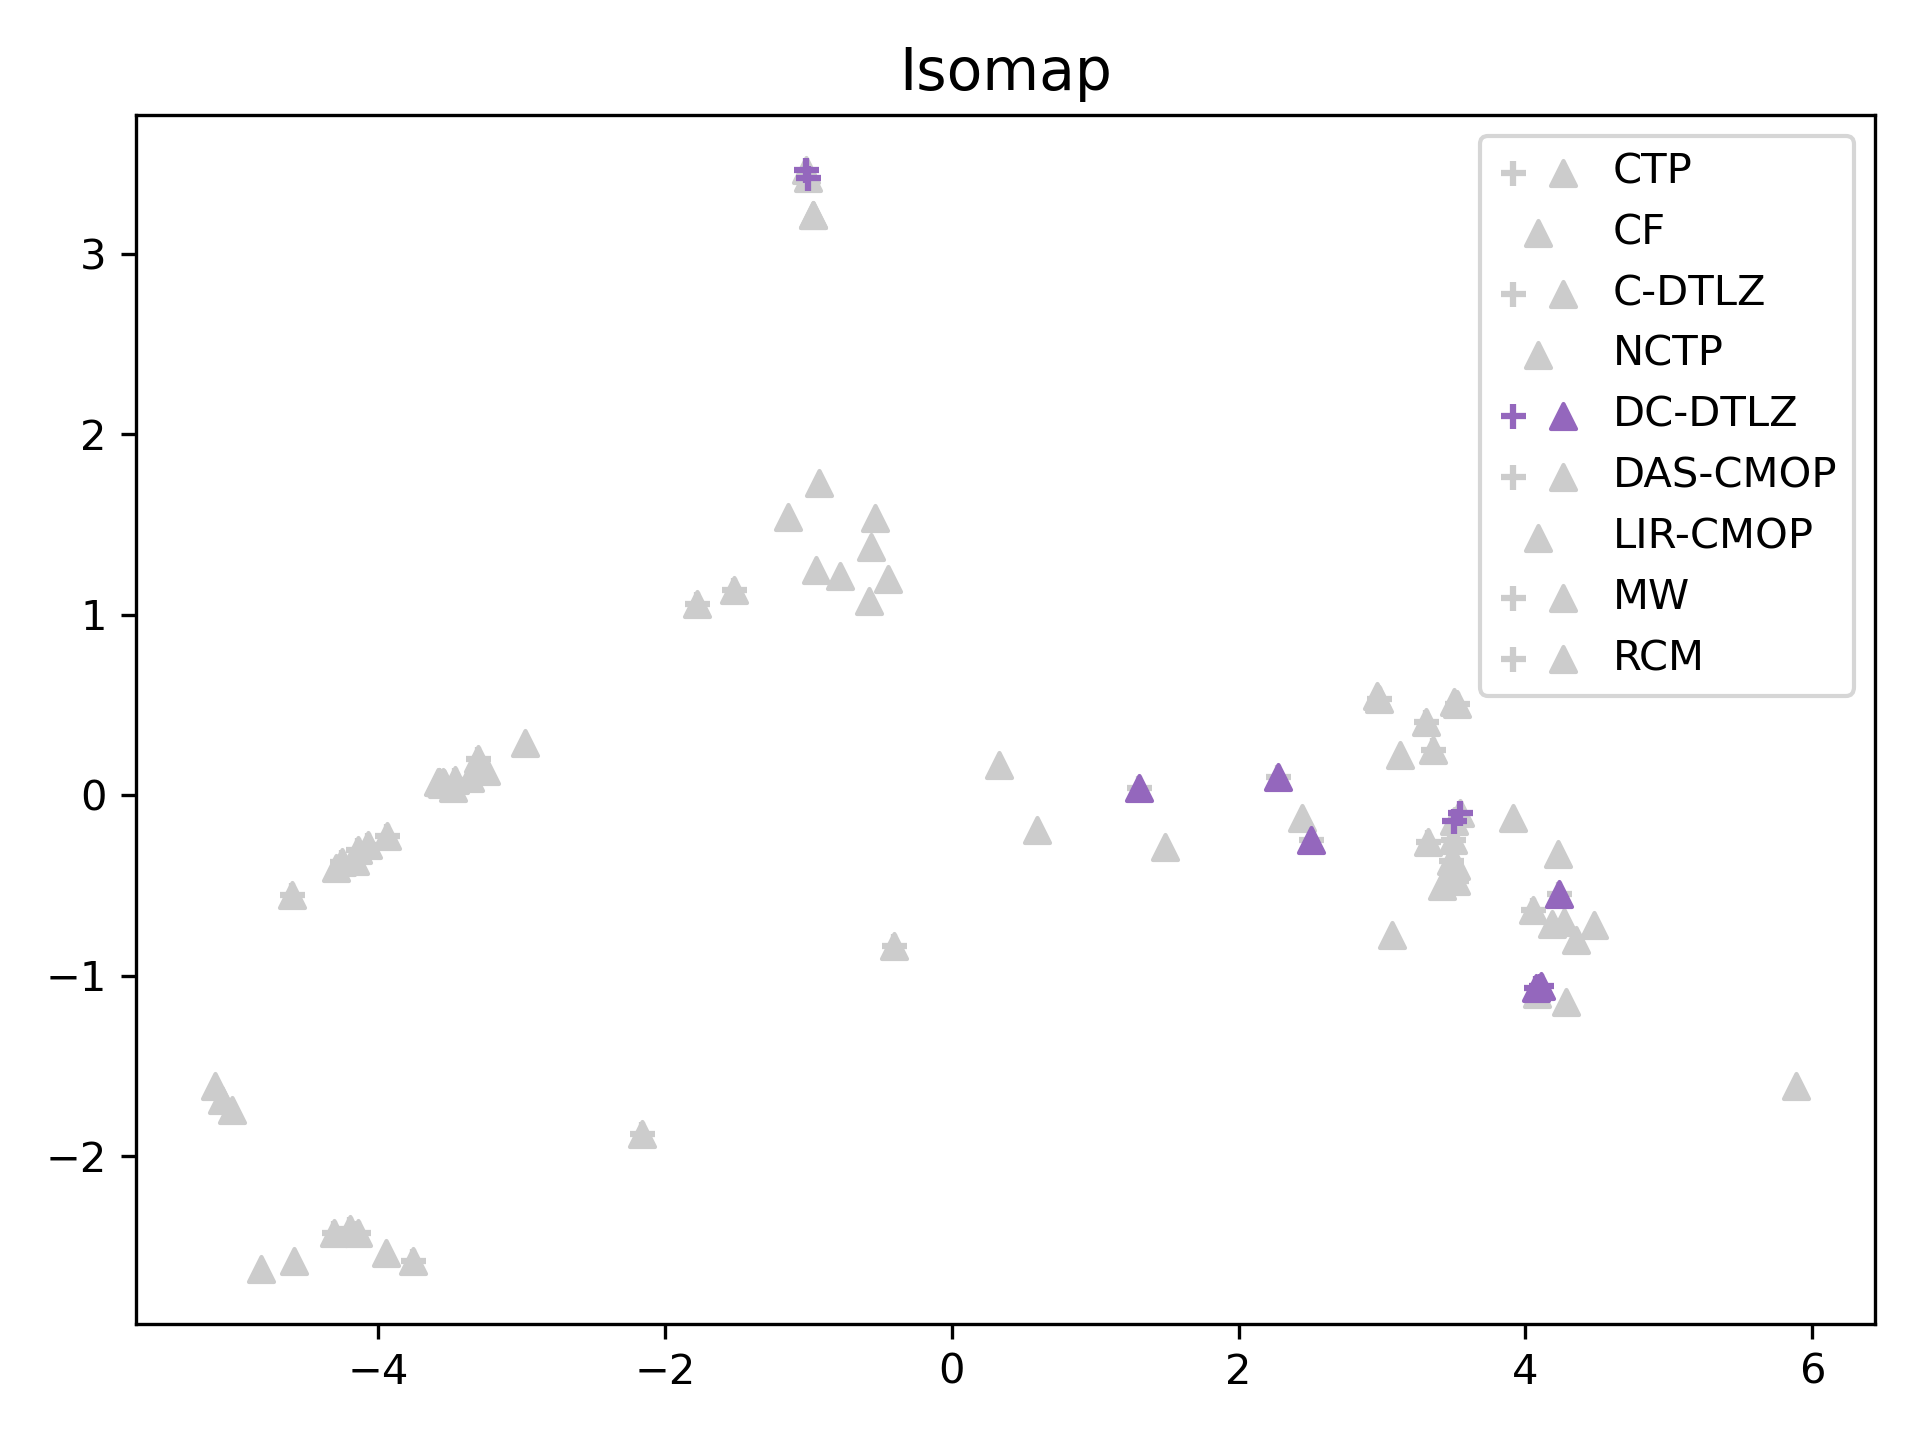 Isomap
CTP
CF
C-DTLZ
NCTP
DC-DTLZ
DAS-CMOP
LIR-CMOP
MW
RCM
3
2
1
0
−1
−2
−4
−2
0
2
4
6